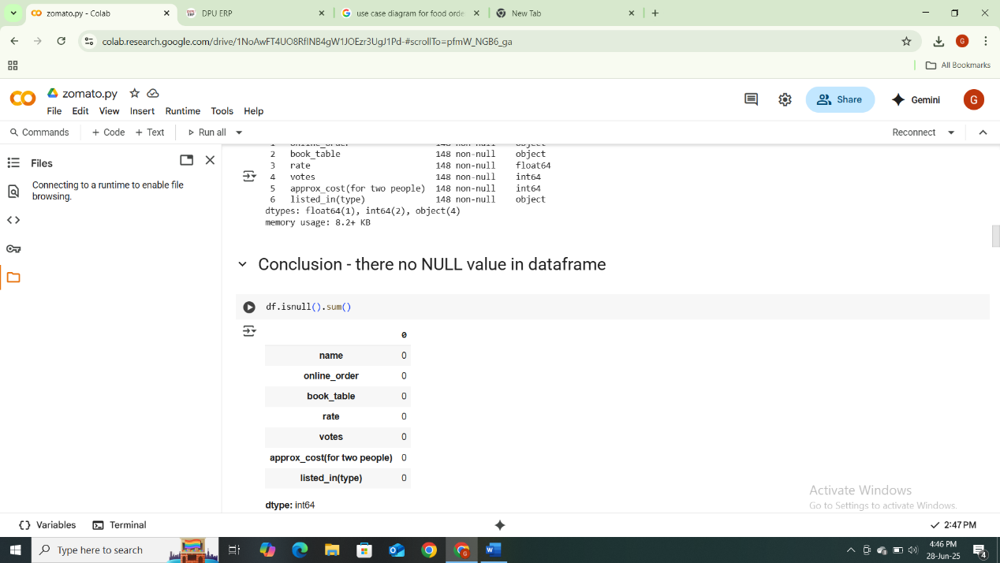 zomato.py - Colab
DPU ERP
use case diagram for food orde
New Tab
colab.research.google.com/drive/1NoAwFT4UO8RfINB4gW1JOEzr3UgJ1Pd-#scrollTo=pfmW_NGB6_ga
G
All Bookmarks
CO zomato.py
File Edit View Insert Runtime Tools Help
Share
Gemini
G
Commands + Code + Text Run all
Reconnect
Files
Connecting to a runtime to enable file
browsing.
1 online_order 148 non-null object
2 book_table 148 non-null object
3 rate 148 non-null float64
4 votes 148 non-null int64
5 approx_cost(for two people) 148 non-null int64
6 listed_in(type) 148 non-null object
dtypes: float64(1), int64(2), object(4)
memory usage: 8.2+ KB
Conclusion - there no NULL value in dataframe
df.isnull().sum()
0
name 0
online_order 0
book_table 0
rate 0
votes 0
approx_cost(for two people) 0
listed_in(type) 0
dtype: int64
Activate Windows
Go to Settings to activate Windows.
Variables Terminal
2:47 PM
Type here to search
4:46 PM
28-Jun-25
4